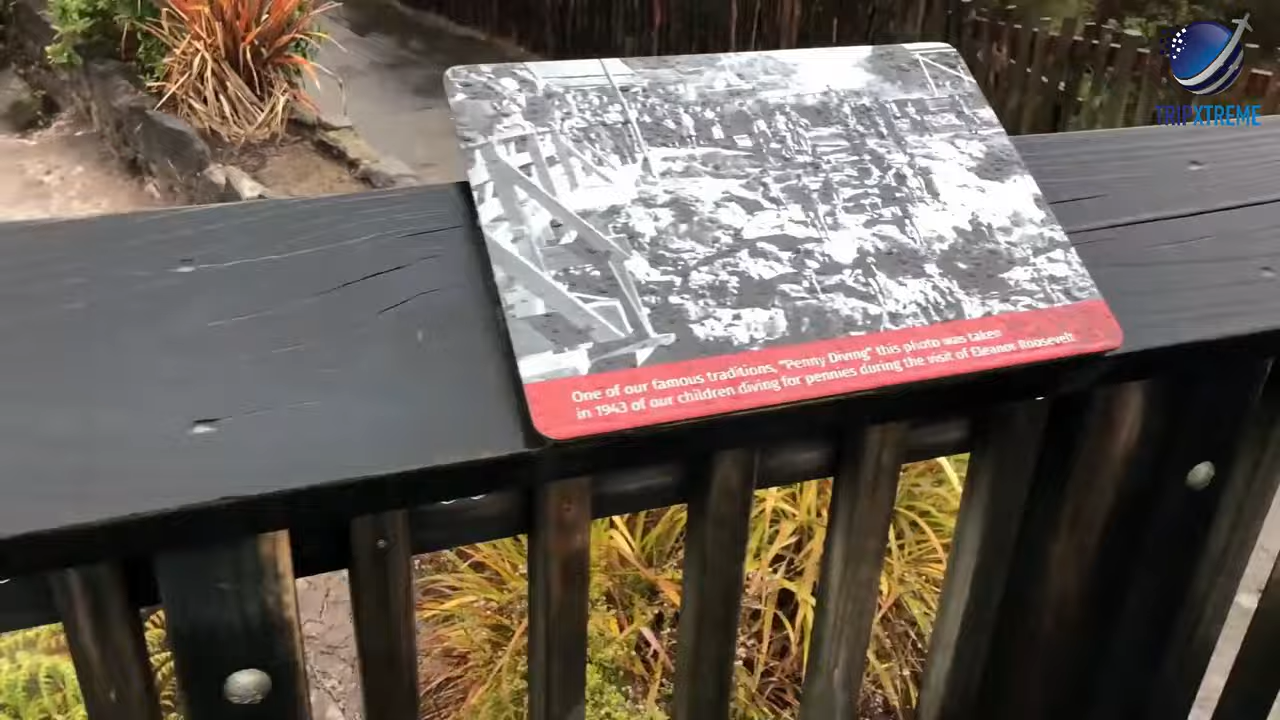 TRIPXTREME
One of our famous traditions, "Penny Diving" this photo was taken
in 1943 of our children diving for pennies during the visit of Eleanor Roosevelt